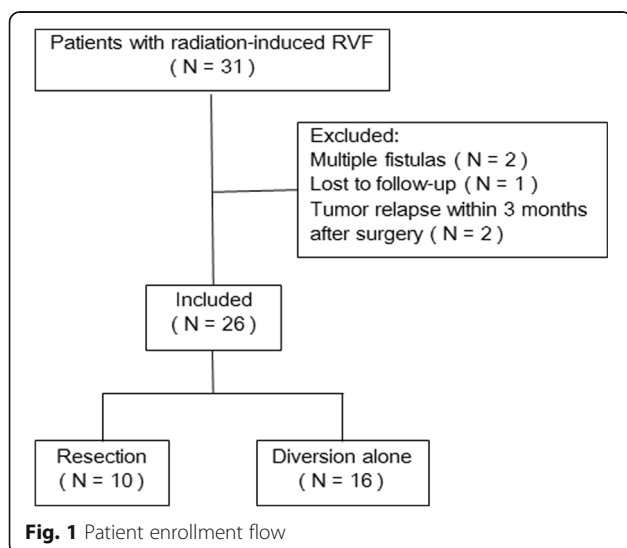 Patients with radiation-induced RVF
( N = 31 )
Excluded:
Multiple fistulas ( N = 2 )
Lost to follow-up ( N = 1 )
Tumor relapse within 3 months
after surgery ( N = 2 )
Included
( N = 26 )
Resection
( N = 10 )
Diversion alone
( N = 16 )
Fig. 1 Patient enrollment flow